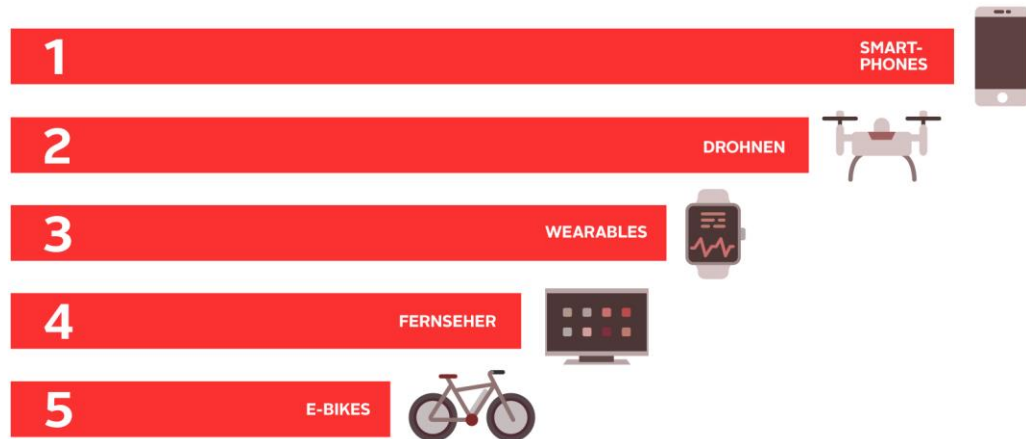 1
SMART-
PHONES
2
DROHNEN
3
WEARABLES
4
FERNSEHER
5
E-BIKES